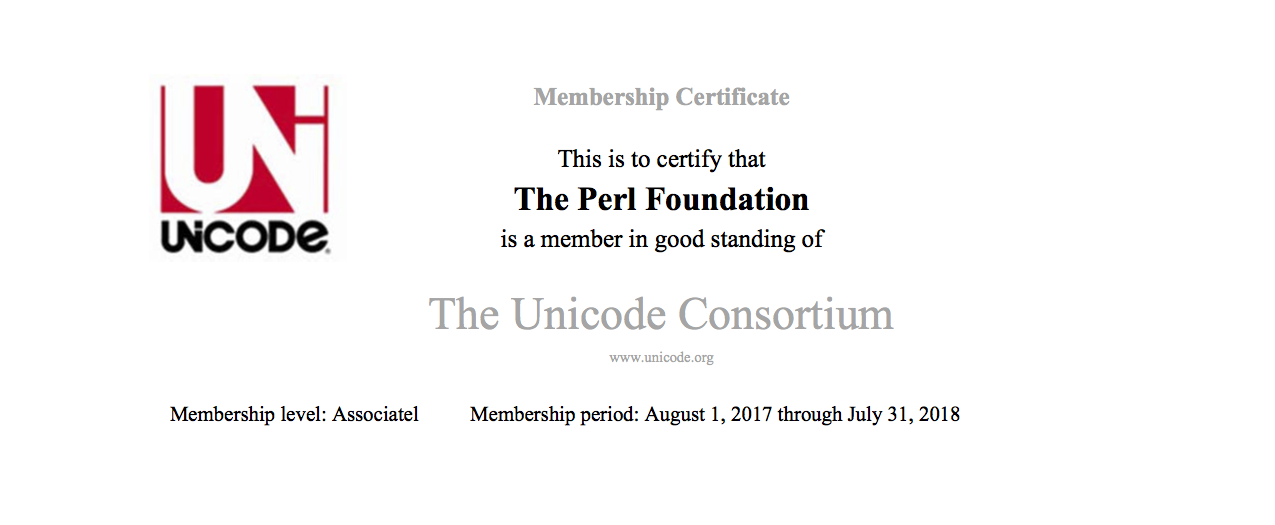 UNi
UNiCODe®
Membership Certificate
This is to certify that
The Perl Foundation
is a member in good standing of
The Unicode Consortium
www.unicode.org
Membership level: Associatel
Membership period: August 1, 2017 through July 31, 2018